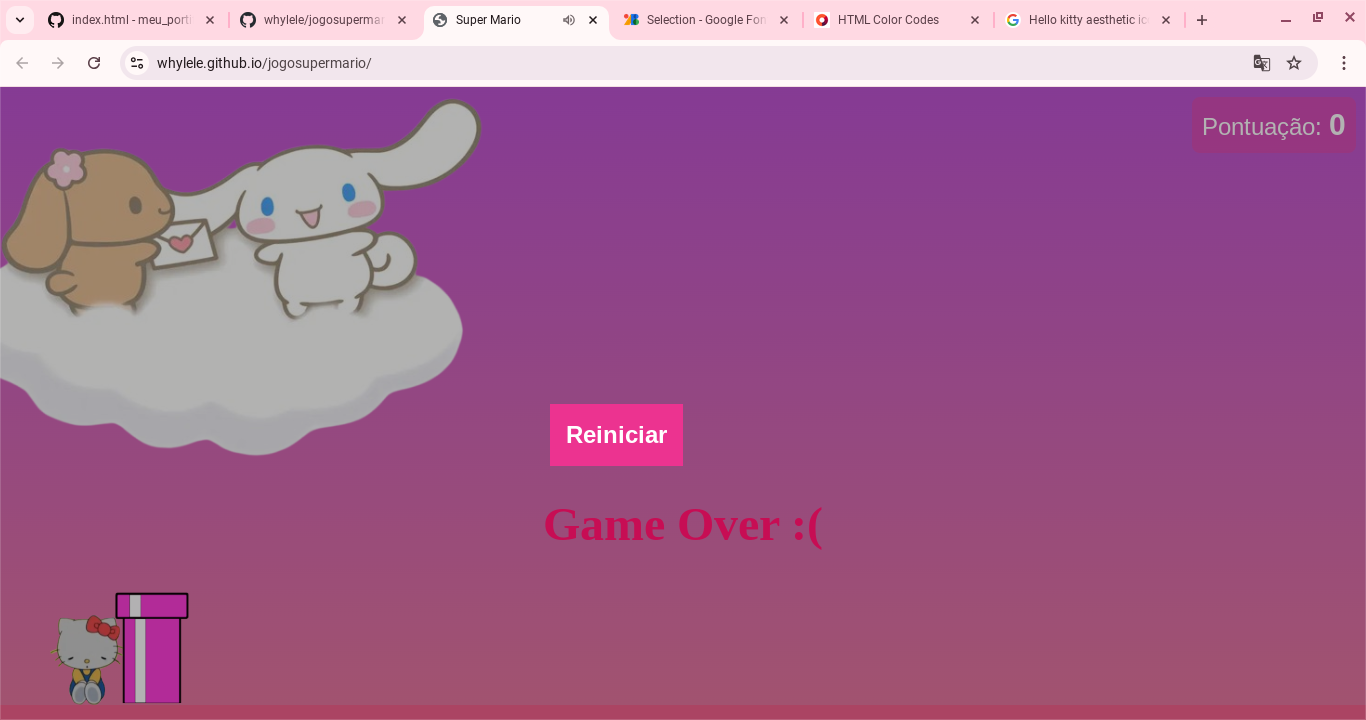 index.html - meu_porti
whylele/jogosupermar
Super Mario
Selection - Google Fon
HTML Color Codes
Hello kitty aesthetic ic
whylele.github.io/jogosupermario/
Pontuação: 0
Reiniciar
Game Over :(